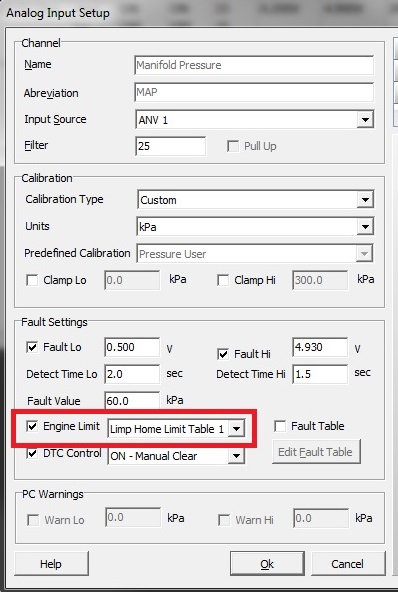 Analog Input Setup
Channel
Name Manifold Pressure
Abreviation MAP
Input Source ANV 1
Filter 25 Pull Up
Calibration
Calibration Type Custom
Units kPa
Predefined Calibration Pressure User
Clamp Lo 0.0 kPa Clamp Hi 300.0 kPa
Fault Settings
Fault Lo 0.500 V Fault Hi 4.930 V
Detect Time Lo 2.0 sec Detect Time Hi 1.5 sec
Fault Value 60.0 kPa
Engine Limit Limp Home Limit Table 1 Fault Table
DTC Control ON - Manual Clear Edit Fault Table
PC Warnings
Warn Lo 0.0 kPa Warn Hi 0.0 kPa
Help Ok Cancel